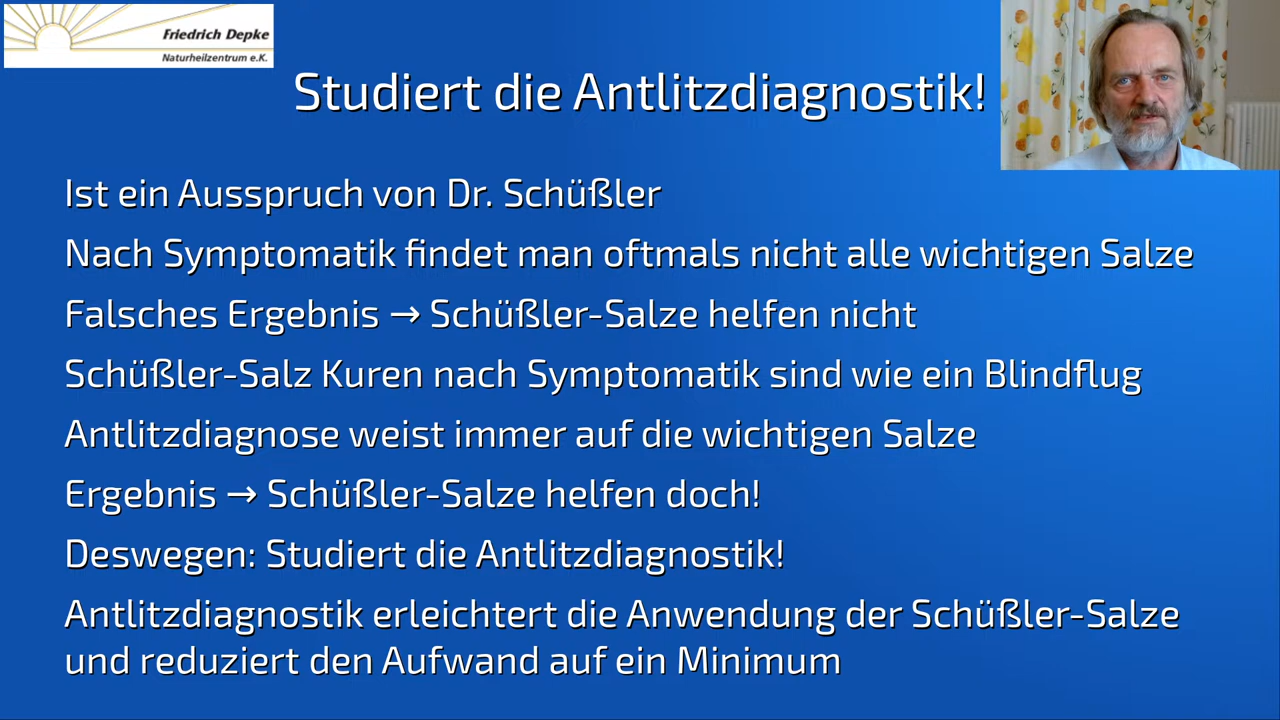 Friedrich Depke
Naturheilzentrum e.K.
Studiert die Antlitzdiagnostik!
Ist ein Ausspruch von Dr. Schüßler
Nach Symptomatik findet man oftmals nicht alle wichtigen Salze
Falsches Ergebnis → Schüßler-Salze helfen nicht
Schüßler-Salz Kuren nach Symptomatik sind wie ein Blindflug
Antlitzdiagnose weist immer auf die wichtigen Salze
Ergebnis → Schüßler-Salze helfen doch!
Deswegen: Studiert die Antlitzdiagnostik!
Antlitzdiagnostik erleichtert die Anwendung der Schüßler-Salze
und reduziert den Aufwand auf ein Minimum